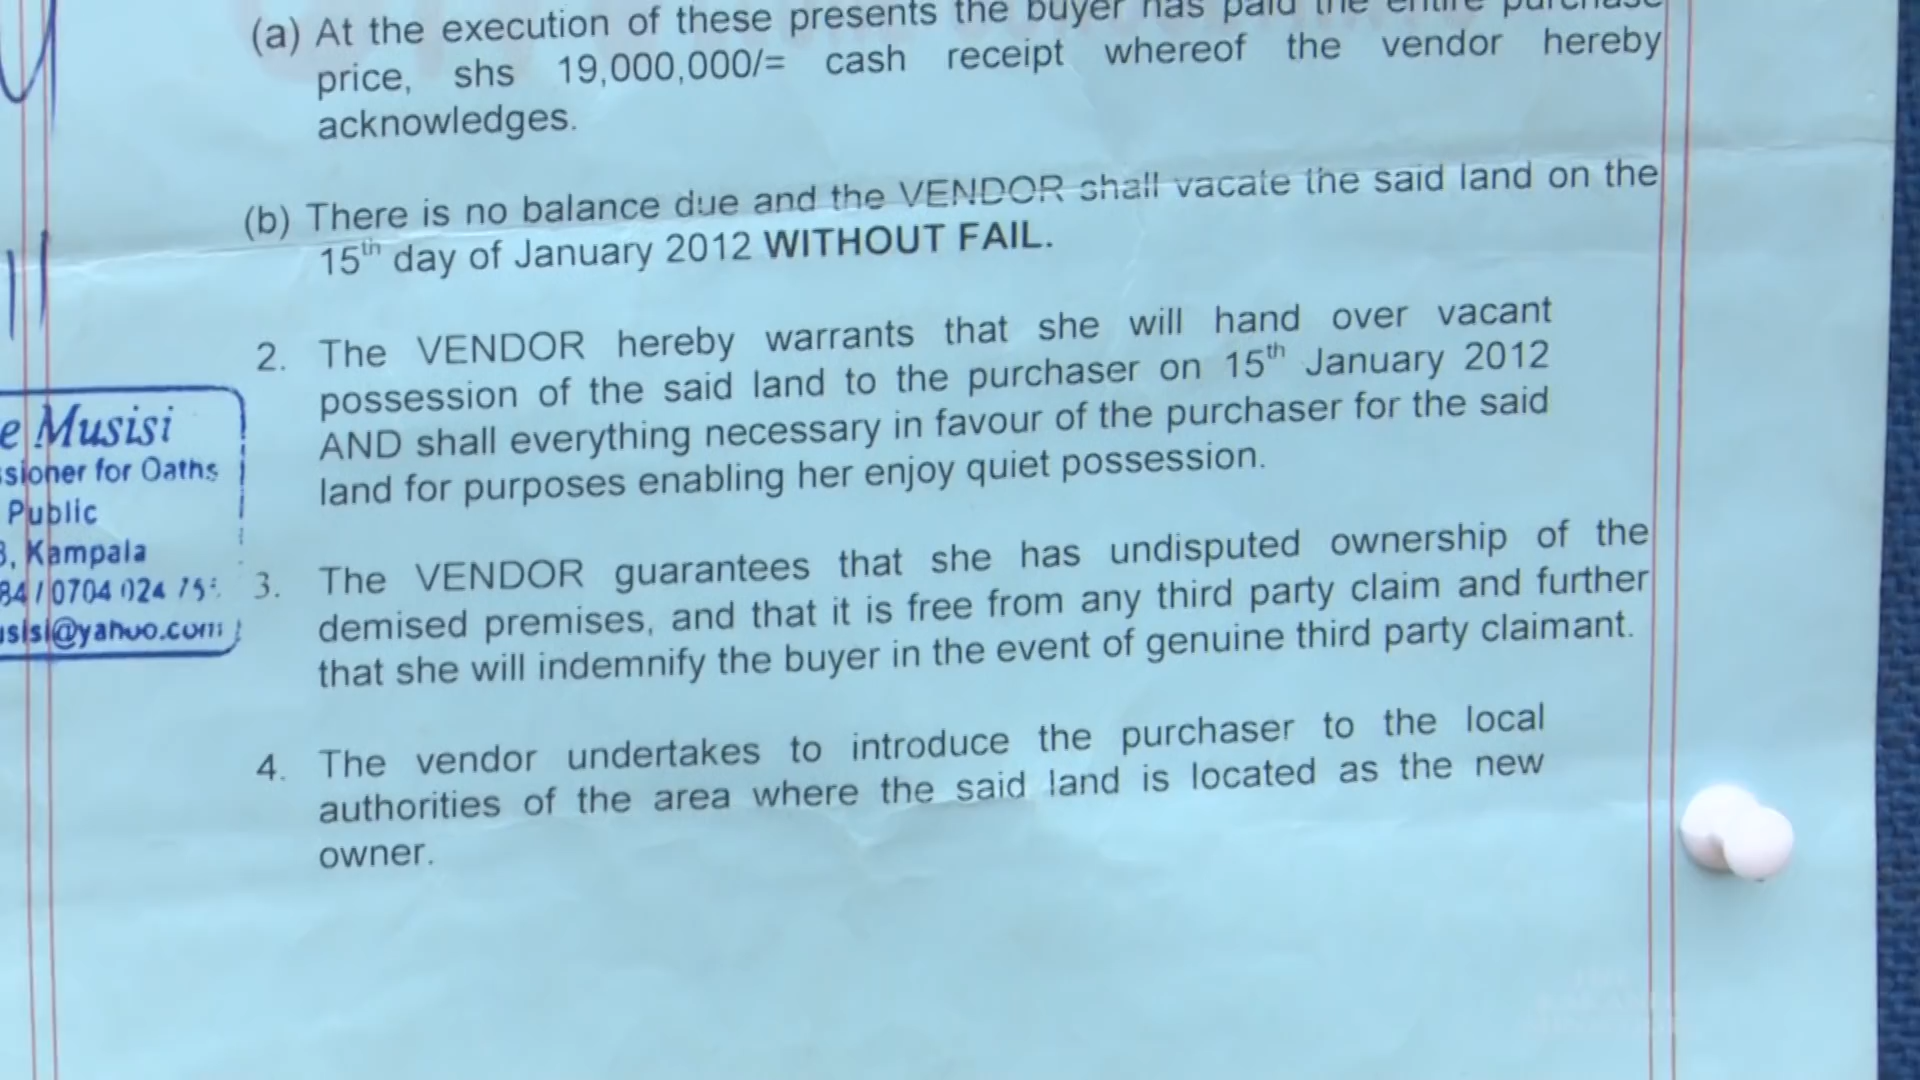 (a) At the execution of these presents the buyer has paid the entire purchase
price, shs 19,000,000/= cash receipt whereof the vendor hereby
acknowledges.
(b) There is no balance due and the VENDOR shall vacate the said land on the
15th day of January 2012 WITHOUT FAIL.
2. The VENDOR hereby warrants that she will hand over vacant
possession of the said land to the purchaser on 15th January 2012
AND shall everything necessary in favour of the purchaser for the said
land for purposes enabling her enjoy quiet possession.
3. The VENDOR guarantees that she has undisputed ownership of the
demised premises, and that it is free from any third party claim and further
that she will indemnify the buyer in the event of genuine third party claimant.
4. The vendor undertakes to introduce the purchaser to the local
authorities of the area where the said land is located as the new
owner.
e Musisi
ssioner for Oaths
Public
3, Kampala
84 / 0704 024
usisi@yahoo.com